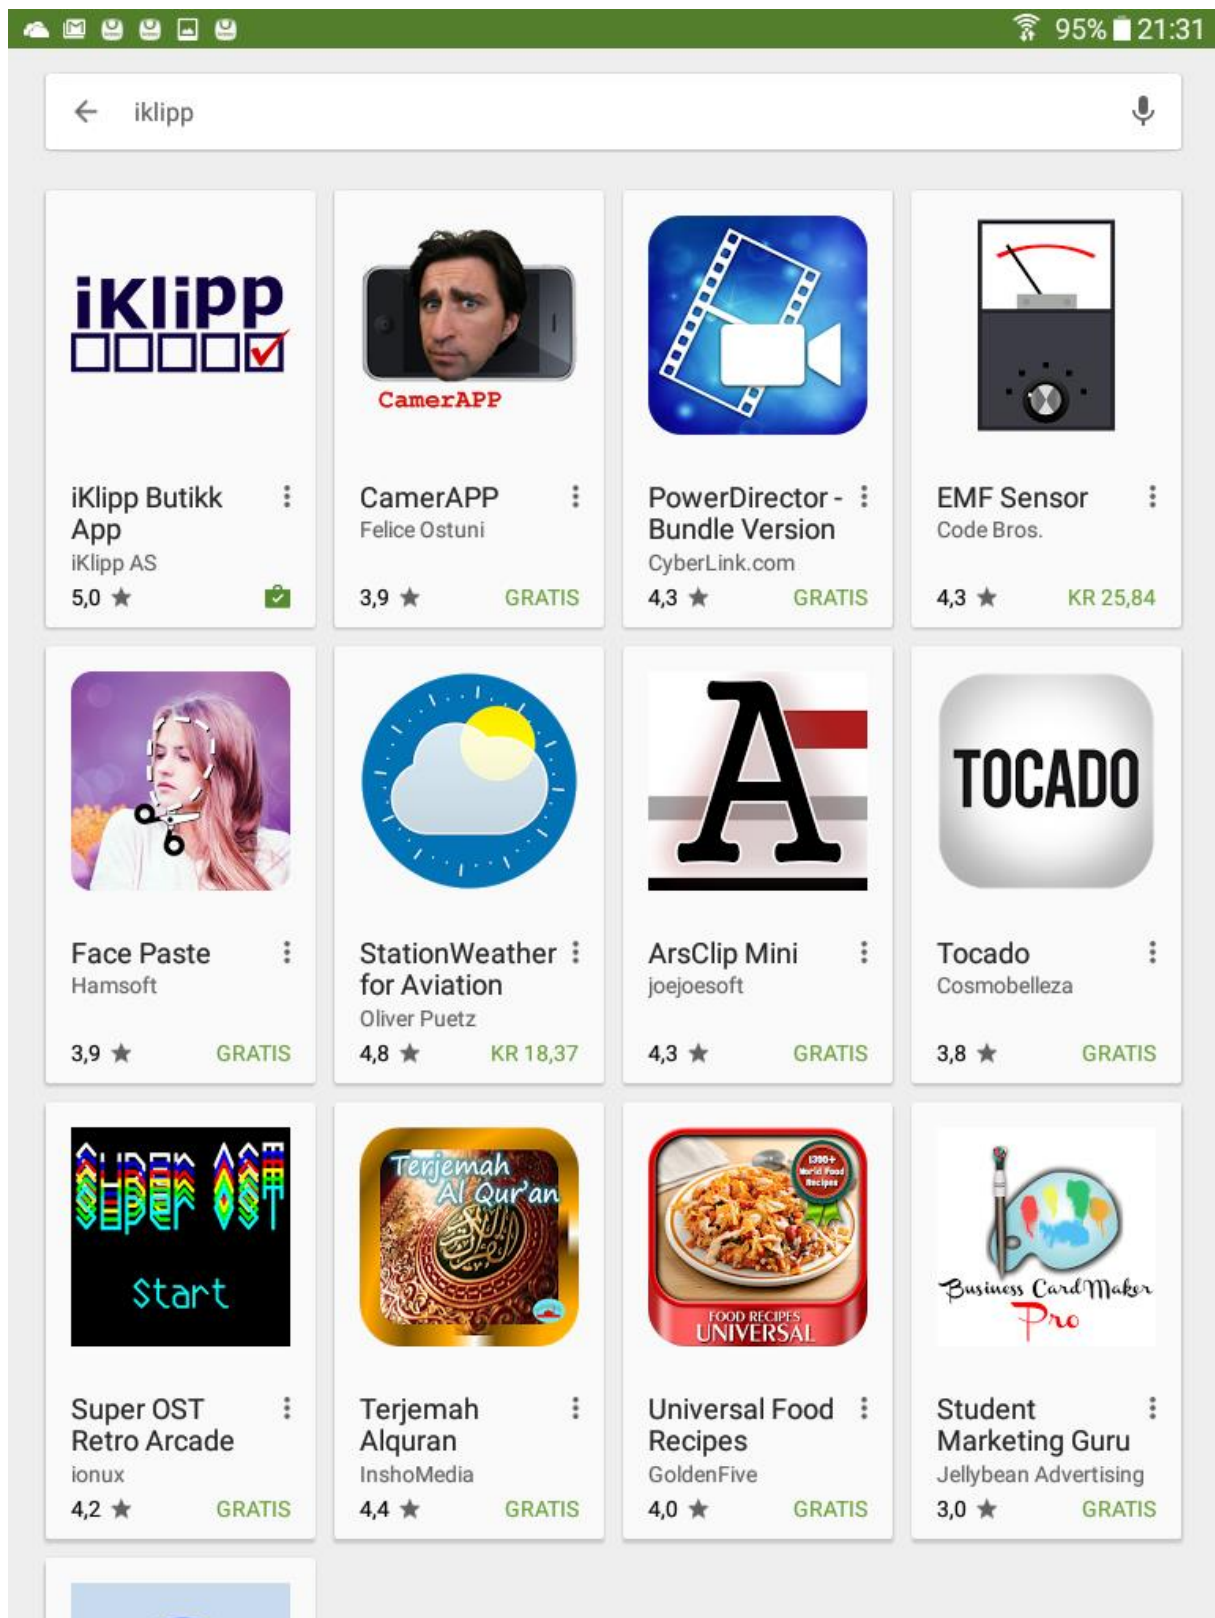 95% 21:31
iklipp
iKlipp
CamerAPP
iKlipp Butikk
App
iKlipp AS
5,0
CamerAPP
Felice Ostuni
3,9 GRATIS
PowerDirector -
Bundle Version
CyberLink.com
4,3 GRATIS
EMF Sensor
Code Bros.
4,3 KR 25,84
A
TOCADO
Face Paste
Hamsoft
3,9 GRATIS
StationWeather
for Aviation
Oliver Puetz
4,8 KR 18,37
ArsClip Mini
joejoesoft
4,3 GRATIS
Tocado
Cosmobelleza
3,8 GRATIS
Super OST
Start
Terjemah
Al Qur'an
1390+
World Food
Recipes
FOOD RECIPES
UNIVERSAL
Business Card Maker
Pro
Super OST
Retro Arcade
ionux
4,2 GRATIS
Terjemah
Alquran
InshoMedia
4,4 GRATIS
Universal Food
Recipes
GoldenFive
4,0 GRATIS
Student
Marketing Guru
Jellybean Advertising
3,0 GRATIS